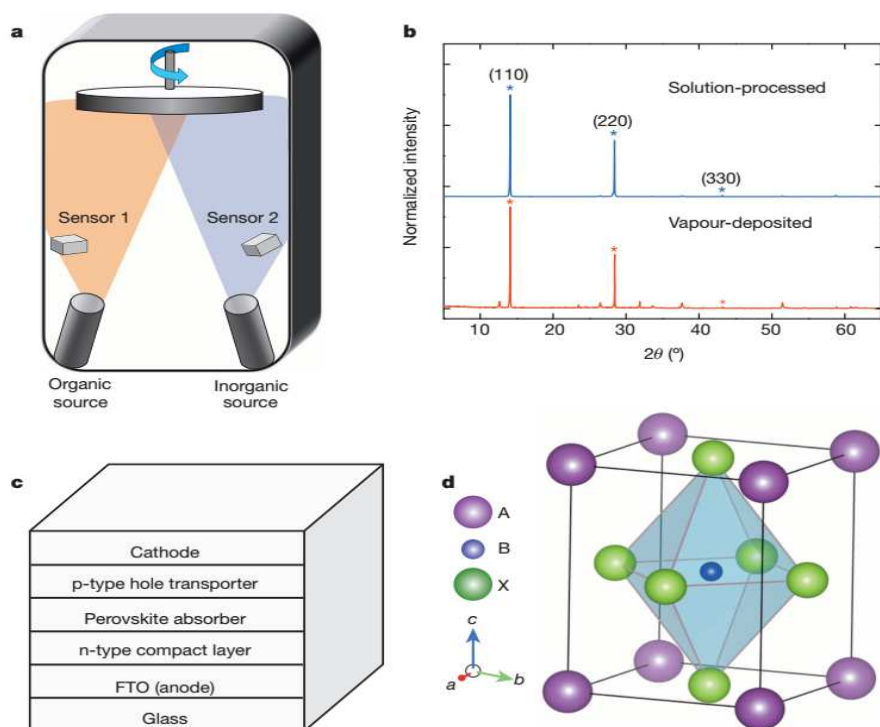 a
Sensor 1
Sensor 2
Organic
source
Inorganic
source
b
Normalized intensity
(110)
*
Solution-processed
(220)
*
(330)
*
Vapour-deposited
*
*
*
10
20
30
40
50
60
2θ (º)
c
Cathode
p-type hole transporter
Perovskite absorber
n-type compact layer
FTO (anode)
Glass
d
A
B
X
c
a
b